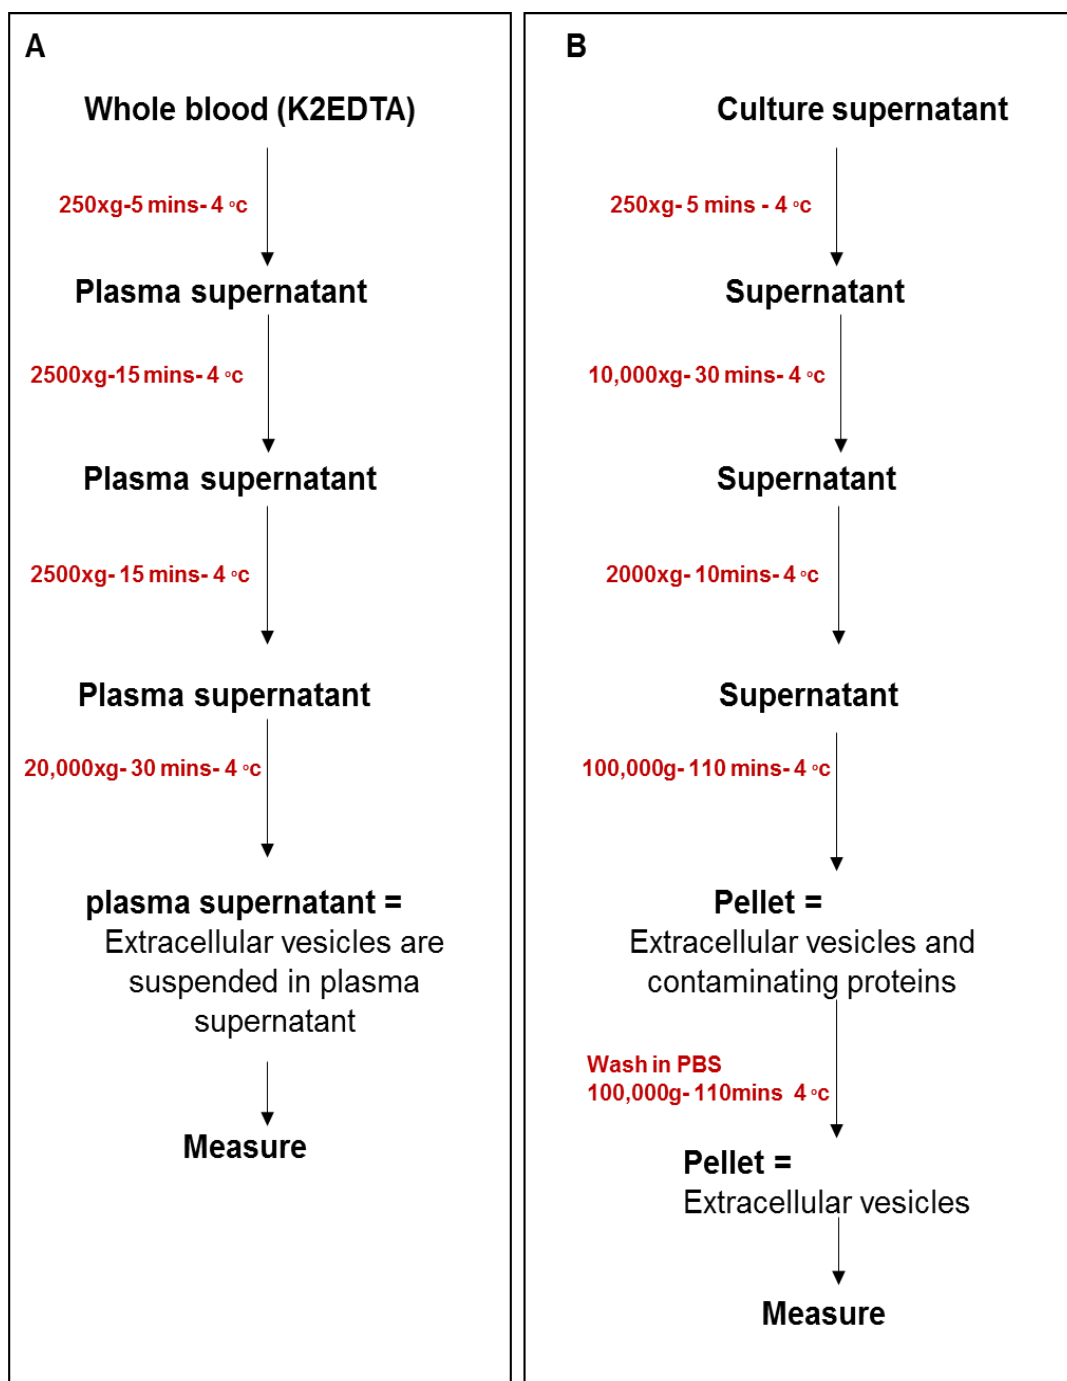 A
Whole blood (K2EDTA)
250xg-5 mins- 4 °c
Plasma supernatant
2500xg-15 mins- 4 °c
Plasma supernatant
2500xg- 15 mins- 4 °c
Plasma supernatant
20,000xg- 30 mins- 4 °c
plasma supernatant =
Extracellular vesicles are
suspended in plasma
supernatant
Measure
B
Culture supernatant
250xg- 5 mins - 4 °c
Supernatant
10,000xg- 30 mins- 4 °c
Supernatant
2000xg- 10mins- 4 °c
Supernatant
100,000g- 110 mins- 4 °c
Pellet =
Extracellular vesicles and
contaminating proteins
Wash in PBS
100,000g- 110mins 4 °c
Pellet =
Extracellular vesicles
Measure